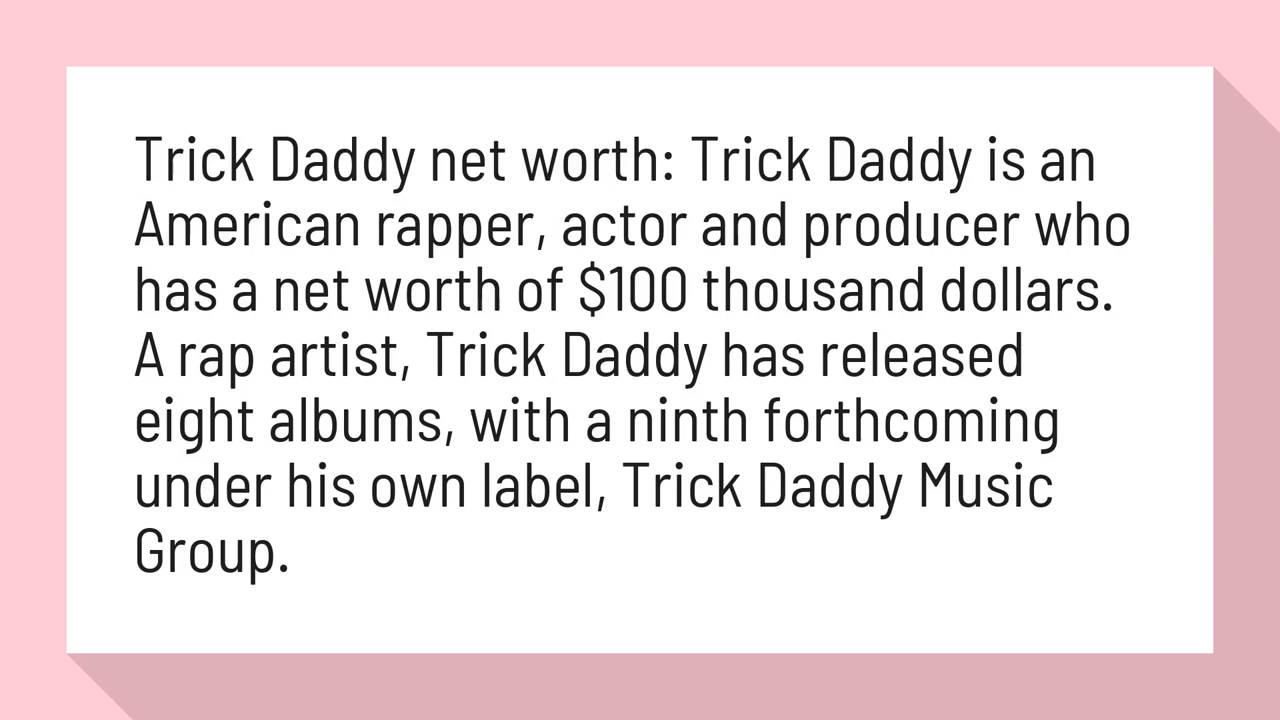 Trick Daddy net worth: Trick Daddy is an
American rapper, actor and producer who
has a net worth of $100 thousand dollars.
A rap artist, Trick Daddy has released
eight albums, with a ninth forthcoming
under his own label, Trick Daddy Music
Group.